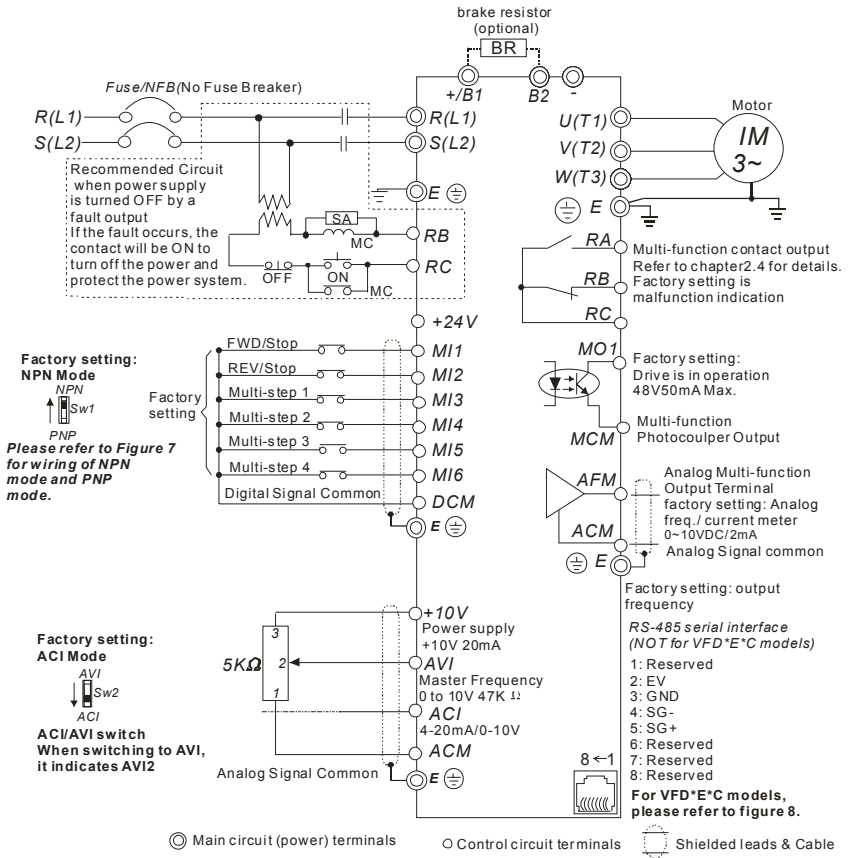 brake resistor
(optional)
BR
+/B1
B2
-
Fuse/NFB(No Fuse Breaker)
R(L1)
R(L1)
S(L2)
S(L2)
Recommended Circuit
when power supply
is turned OFF by a
fault output
If the fault occurs, the
contact will be ON to
turn off the power and
protect the power system.
E
SA
MC
RB
RC
OFF
ON
MC
U(T1)
V(T2)
W(T3)
E
Motor
IM
3~
RA
RB
RC
Multi-function contact output
Refer to chapter2.4 for details.
Factory setting is
malfunction indication
+24V
Factory setting:
NPN Mode
NPN
Sw1
PNP
Please refer to Figure 7
for wiring of NPN
mode and PNP
mode.
Factory
setting
FWD/Stop
MI1
REV/Stop
MI2
Multi-step 1
MI3
Multi-step 2
MI4
Multi-step 3
MI5
Multi-step 4
MI6
Digital Signal Common
DCM
E
MO1
Factory setting:
Drive is in operation
48V50mA Max.
Multi-function
Photocoulper Output
MCM
AFM
Analog Multi-function
Output Terminal
factory setting: Analog
freq./ current meter
0~10VDC/2mA
ACM
Analog Signal common
E
Factory setting: output
frequency
Factory setting:
ACI Mode
AVI
Sw2
ACI
ACI/AVI switch
When switching to AVI,
it indicates AVI2
5KΩ
3
2
1
+10V
Power supply
+10V 20mA
AVI
Master Frequency
0 to 10V 47K Ω
ACI
4-20mA/0-10V
ACM
Analog Signal Common
E
RS-485 serial interface
(NOT for VFD*E*C models)
1: Reserved
2: EV
3: GND
4: SG-
5: SG+
6: Reserved
7: Reserved
8: Reserved
8←1
For VFD*E*C models,
please refer to figure 8.
Main circuit (power) terminals
Control circuit terminals
Shielded leads & Cable